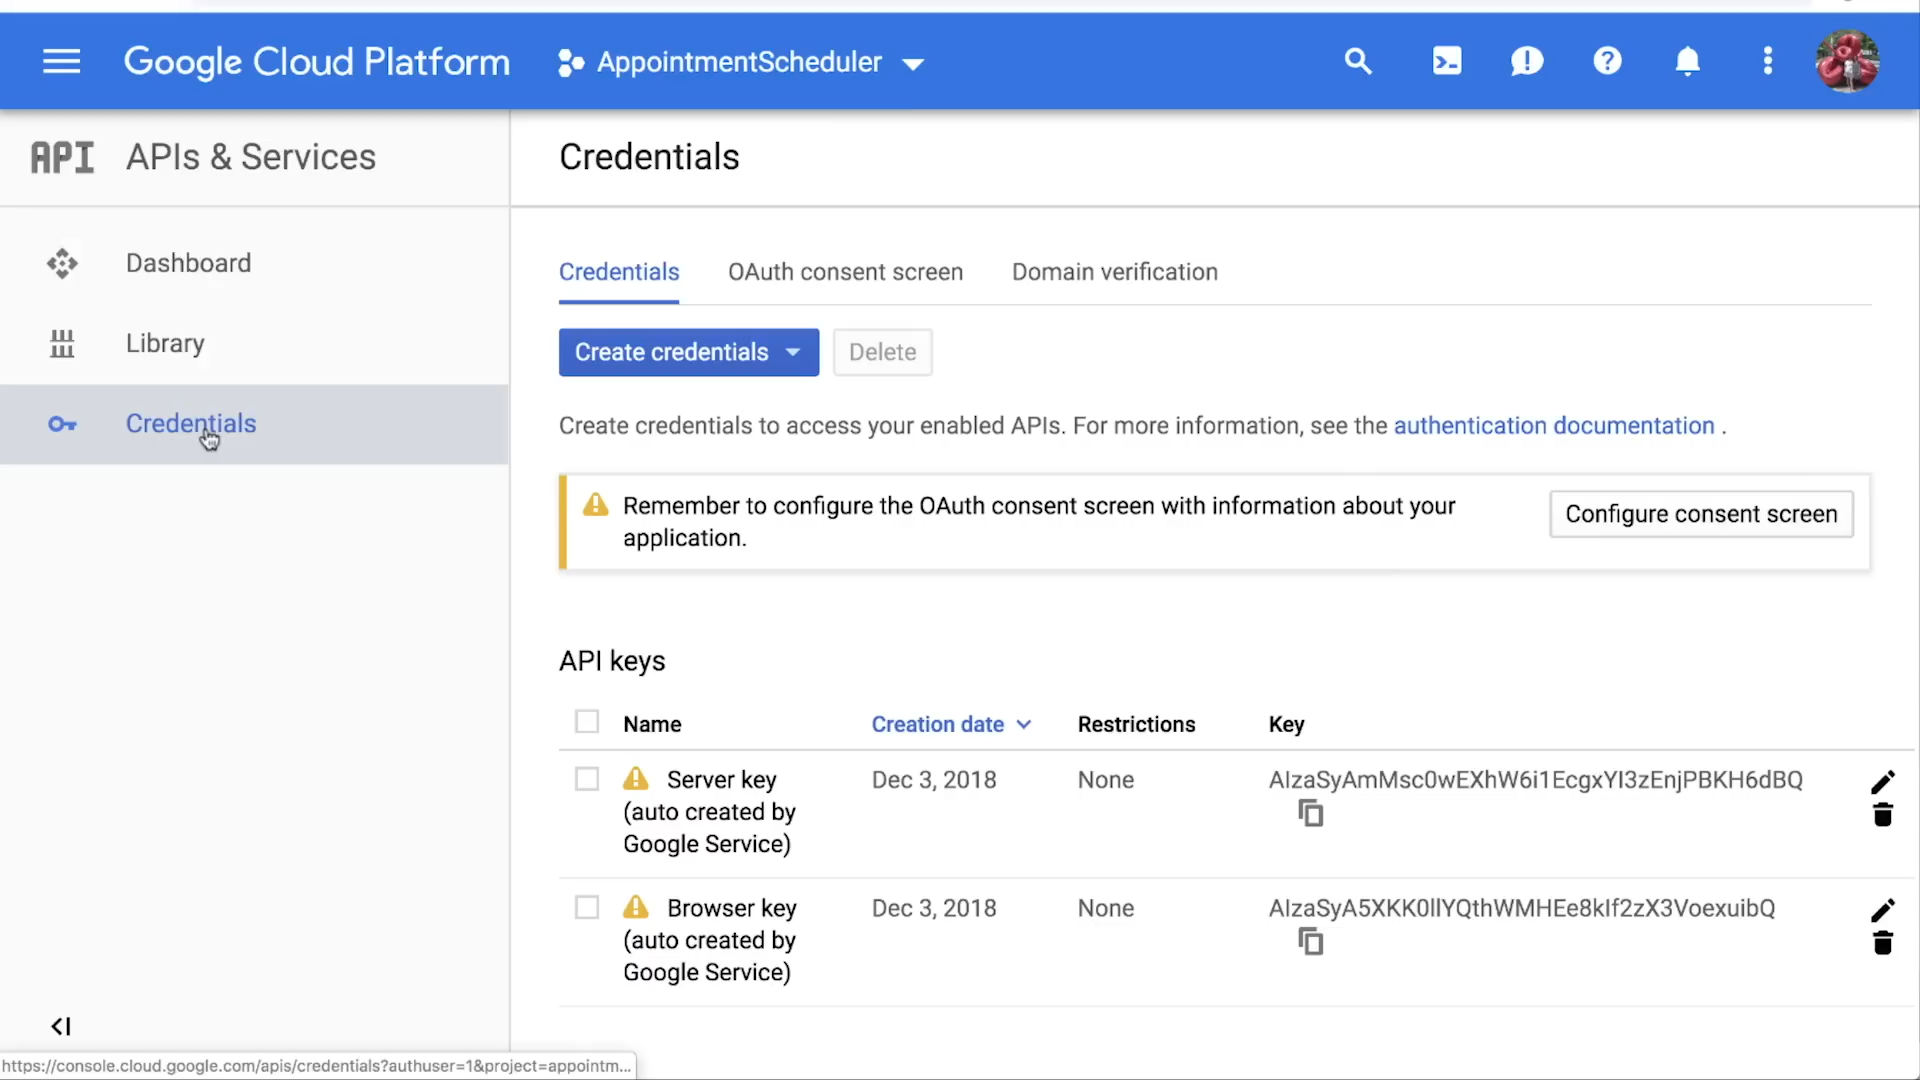 Google Cloud Platform
AppointmentScheduler
API APIs & Services
Credentials
Dashboard
Library
Credentials
Credentials
OAuth consent screen
Domain verification
Create credentials
Delete
Create credentials to access your enabled APIs. For more information, see the authentication documentation .
Remember to configure the OAuth consent screen with information about your
application.
Configure consent screen
API keys
Name
Creation date
Restrictions
Key
Server key
(auto created by
Google Service)
Dec 3, 2018
None
AIzaSyAmMsc0wEXhW6i1EcgxYI3zEnjPBKH6dBQ
Browser key
(auto created by
Google Service)
Dec 3, 2018
None
AIzaSyA5XKK0llYQthWMHEe8kIf2zX3VoexuibQ
https://console.cloud.google.com/apis/credentials?authuser=1&project=appointm...